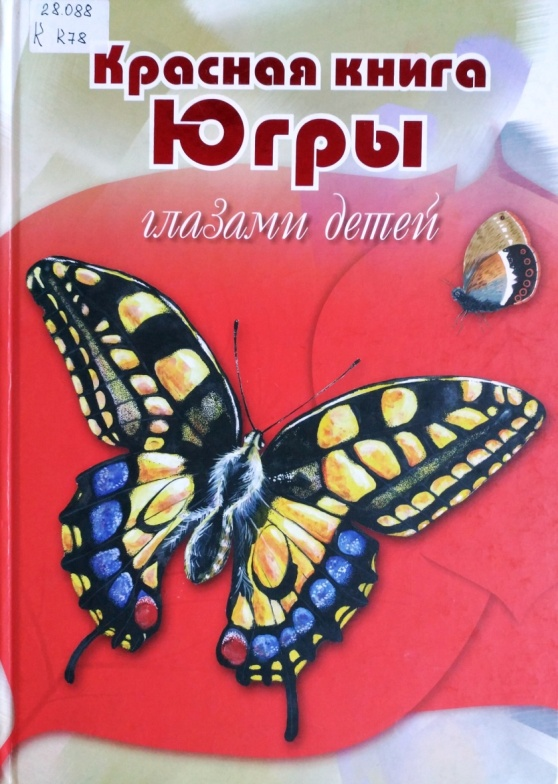 28.088
К К78
Красная книга
Югры
глазами детей